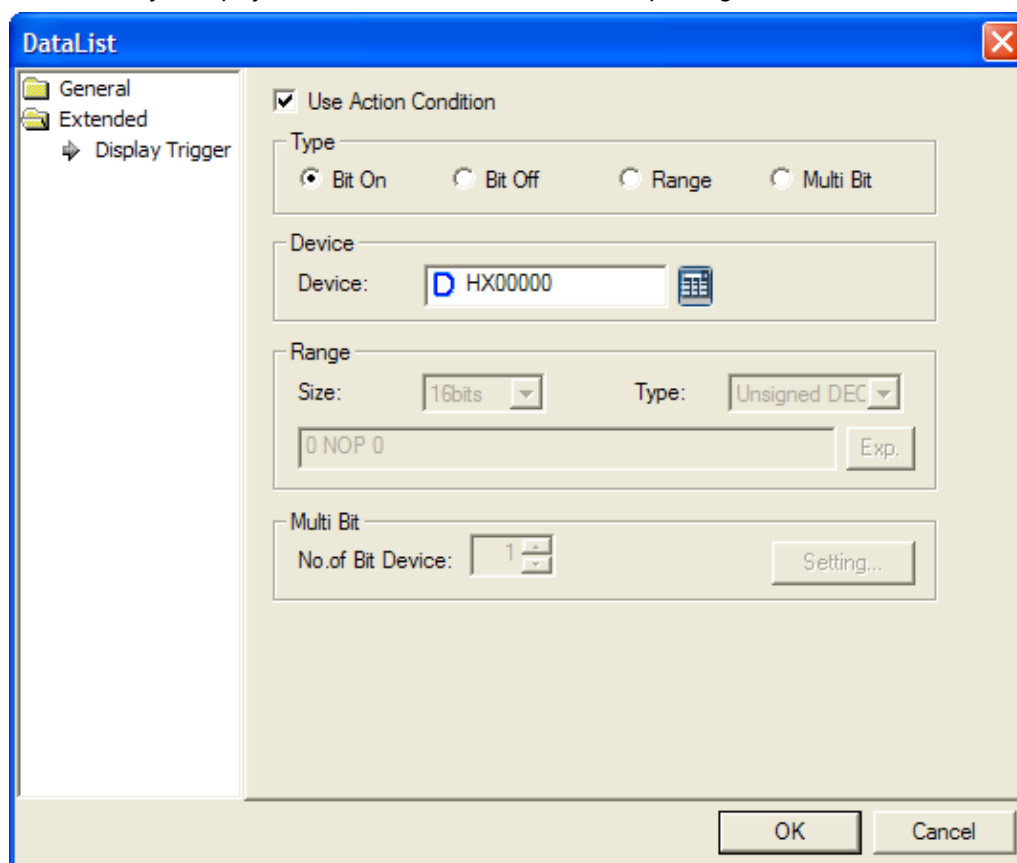 DataList
General
Extended
Display Trigger
Use Action Condition
Type
Bit On Bit Off Range Multi Bit
Device
Device: D HX00000
Range
Size: 16bits Type: Unsigned DEC
0 NOP 0 Exp.
Multi Bit
No.of Bit Device: 1 Setting...
OK Cancel